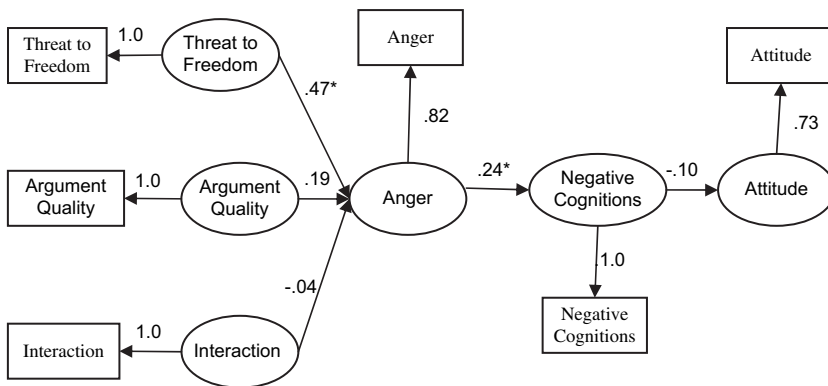 Threat to
Freedom
1.0
Threat to
Freedom
.47*
Anger
.82
Attitude
.73
Argument
Quality
1.0
Argument
Quality
.19
Anger
.24*
Negative
Cognitions
-.10
Attitude
-.04
.1.0
Negative
Cognitions
Interaction
1.0
Interaction